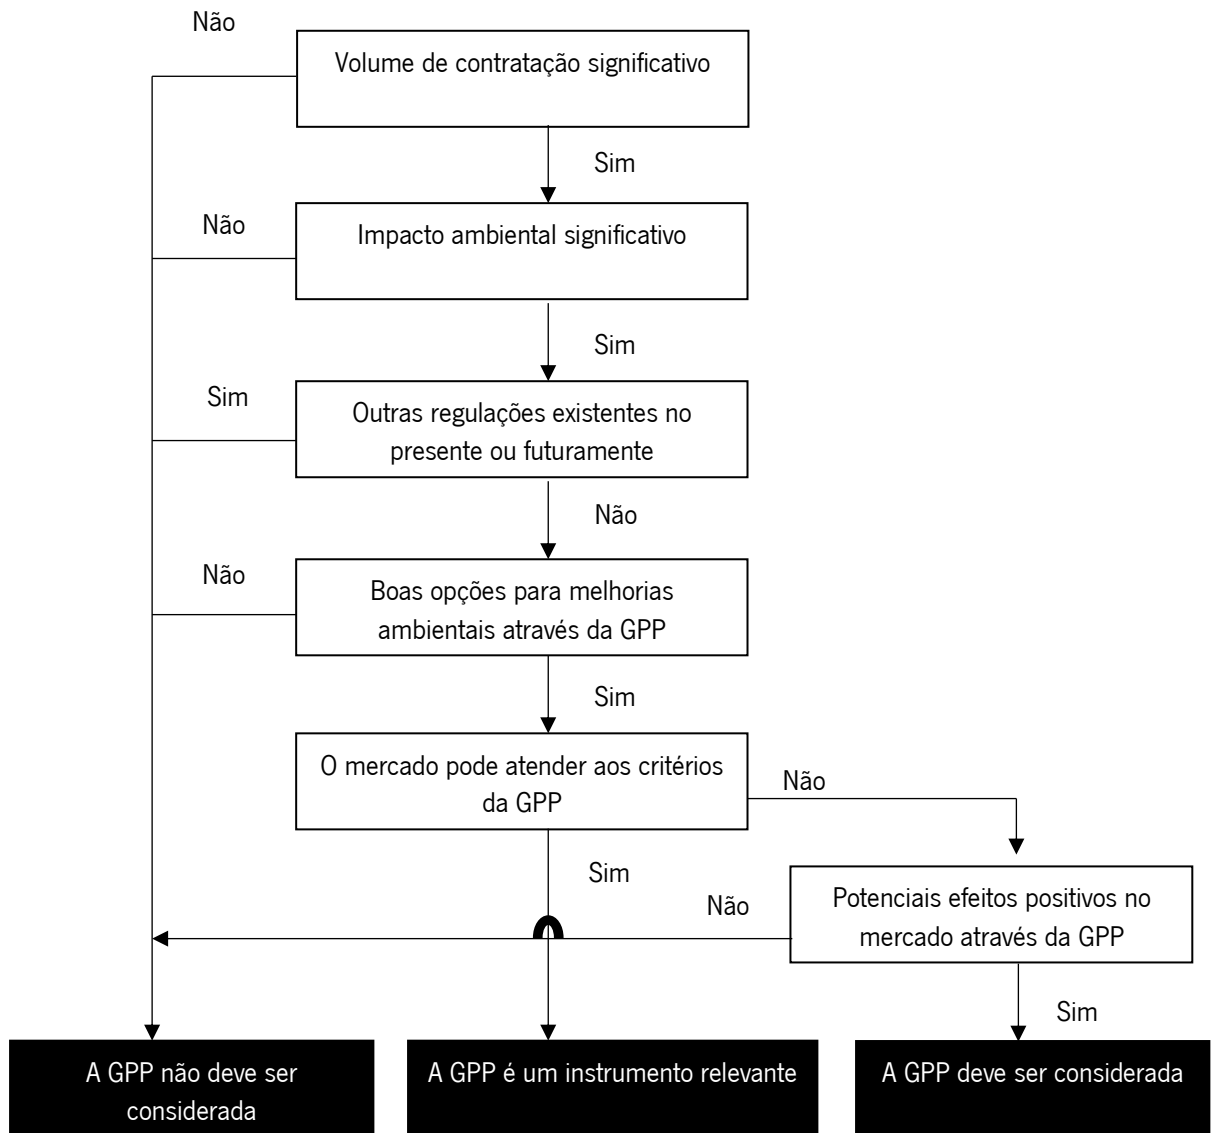 Não
Volume de contratação significativo
Sim
Não
Impacto ambiental significativo
Sim
Sim
Outras regulações existentes no
presente ou futuramente
Não
Não
Boas opções para melhorias
ambientais através da GPP
Sim
O mercado pode atender aos critérios
da GPP
Não
Sim
Não
Potenciais efeitos positivos no
mercado através da GPP
Sim
A GPP não deve ser
considerada
A GPP é um instrumento relevante
A GPP deve ser considerada